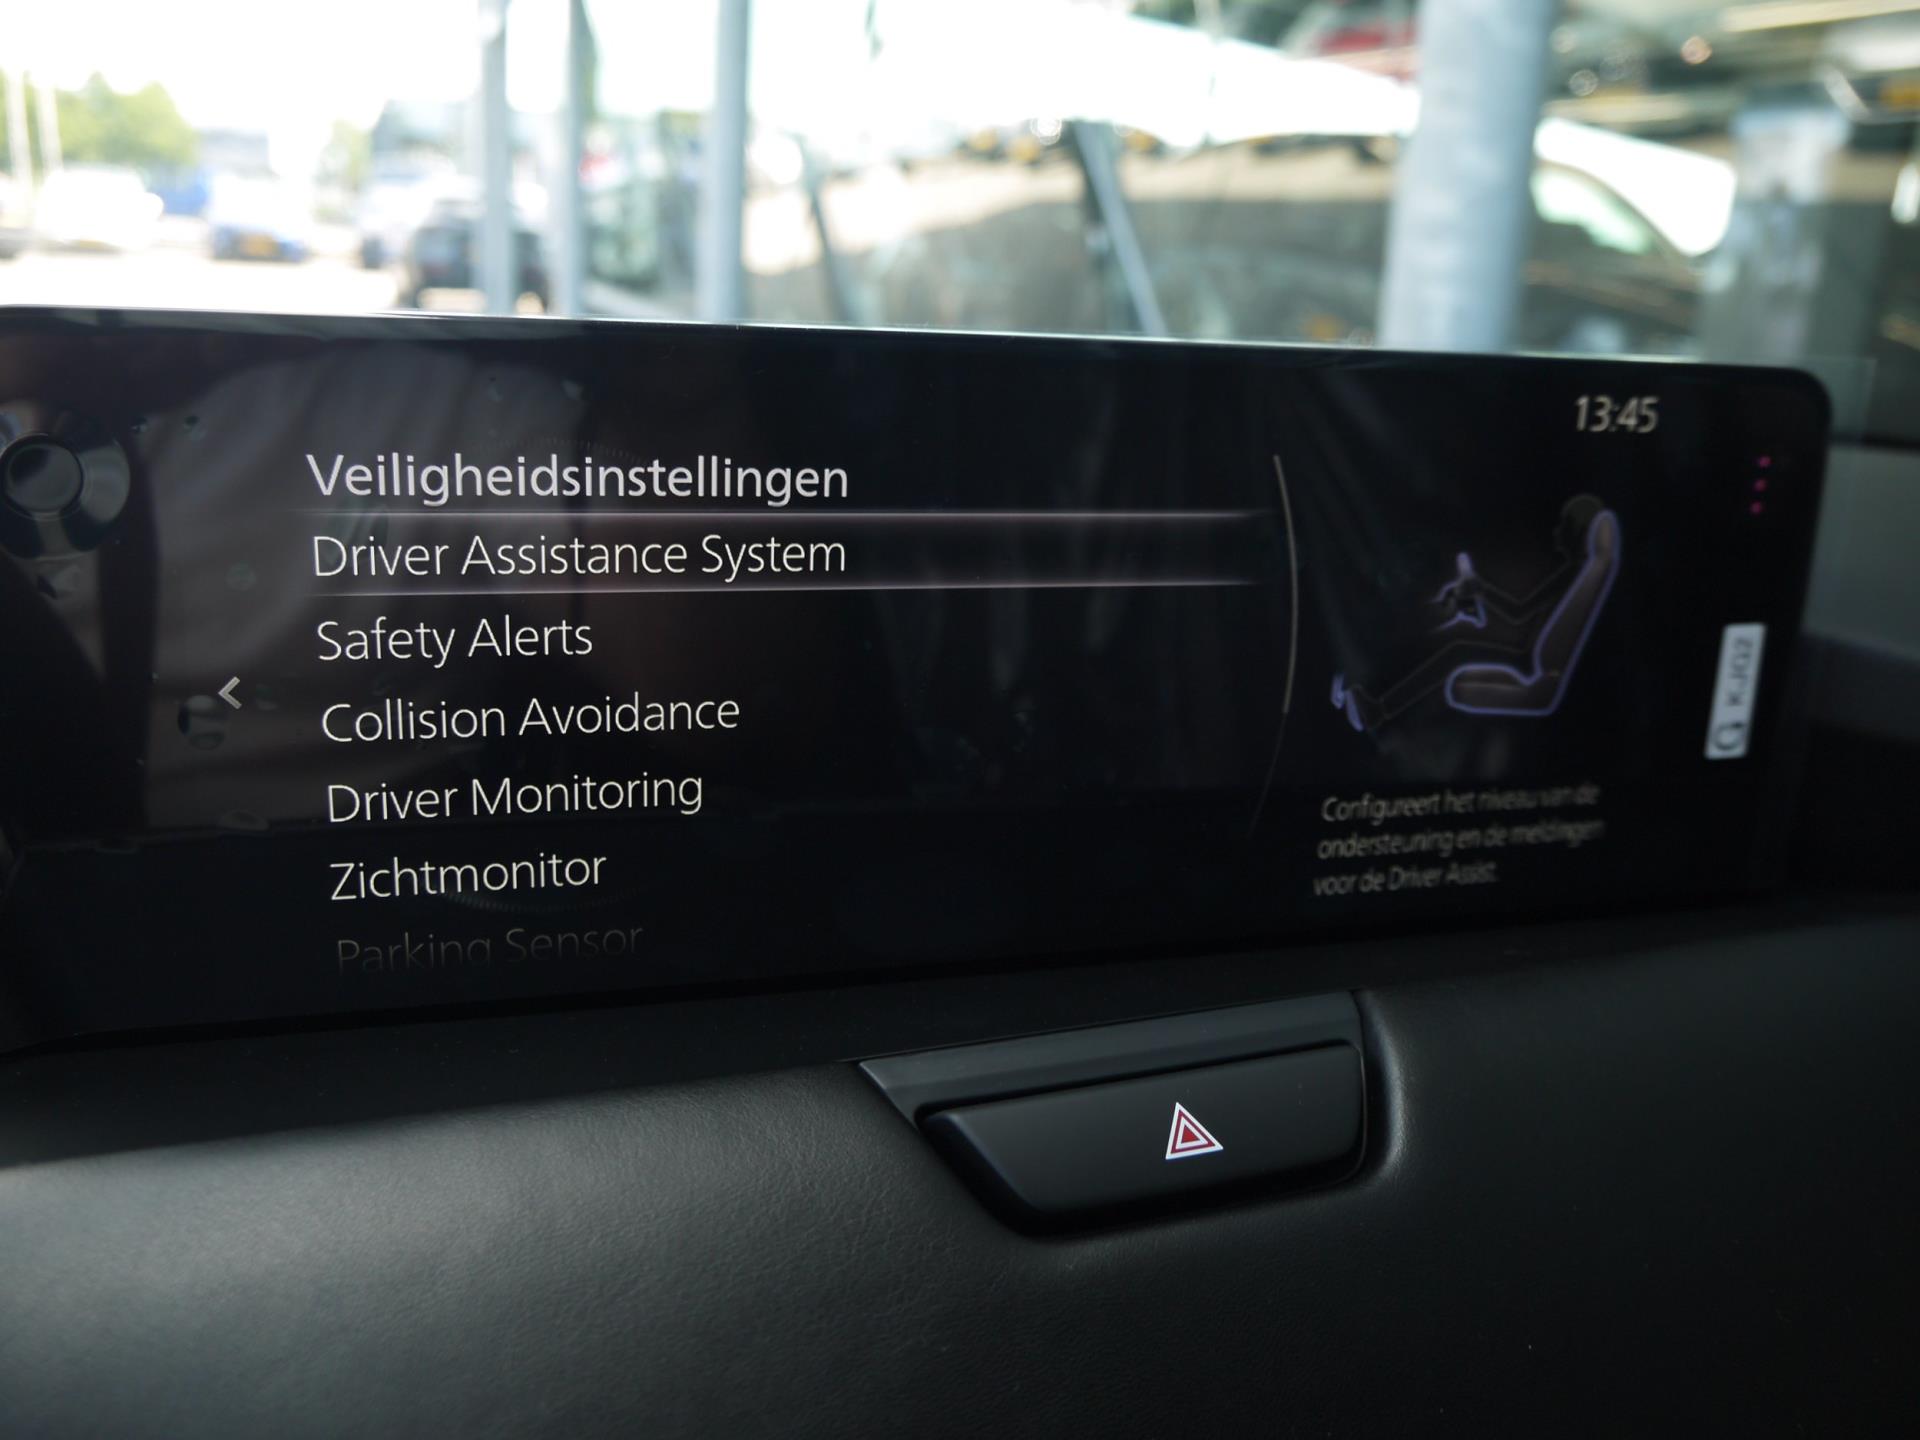 13:45
Veiligheidsinstellingen
Driver Assistance System
Safety Alerts
Collision Avoidance
Driver Monitoring
Zichtmonitor
Parking Sensor
Configureert het niveau van de
ondersteuning en de meldingen
voor de Driver Assist.